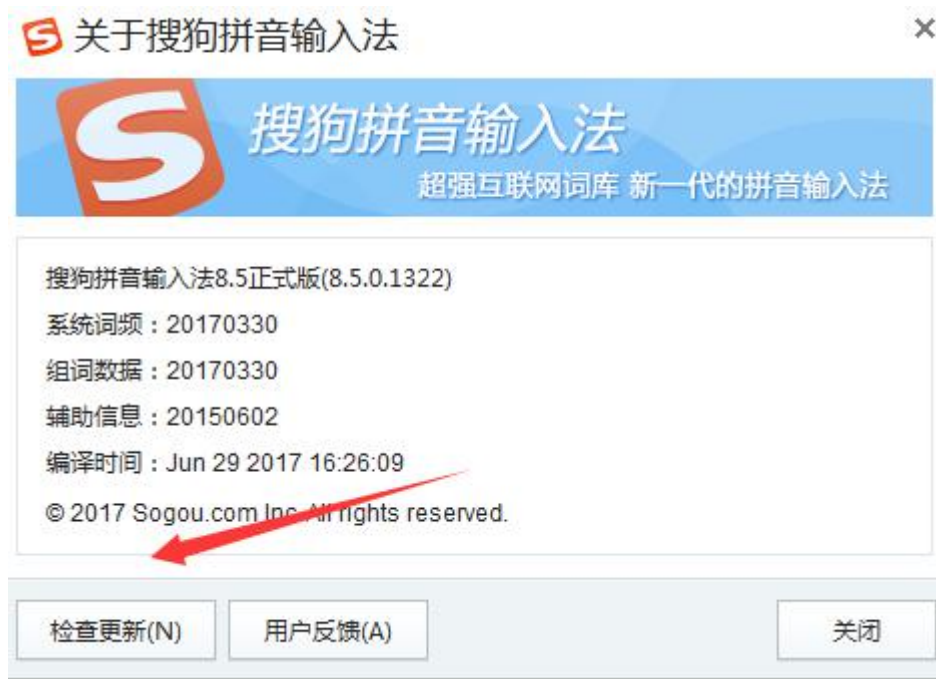 关于搜狗拼音输入法
搜狗拼音输入法
超强互联网词库 新一代的拼音输入法
搜狗拼音输入法8.5正式版(8.5.0.1322)
系统词频：20170330
组词数据：20170330
辅助信息：20150602
编译时间：Jun 29 2017 16:26:09
© 2017 Sogou.com Inc. All rights reserved.
检查更新(N) 用户反馈(A) 关闭